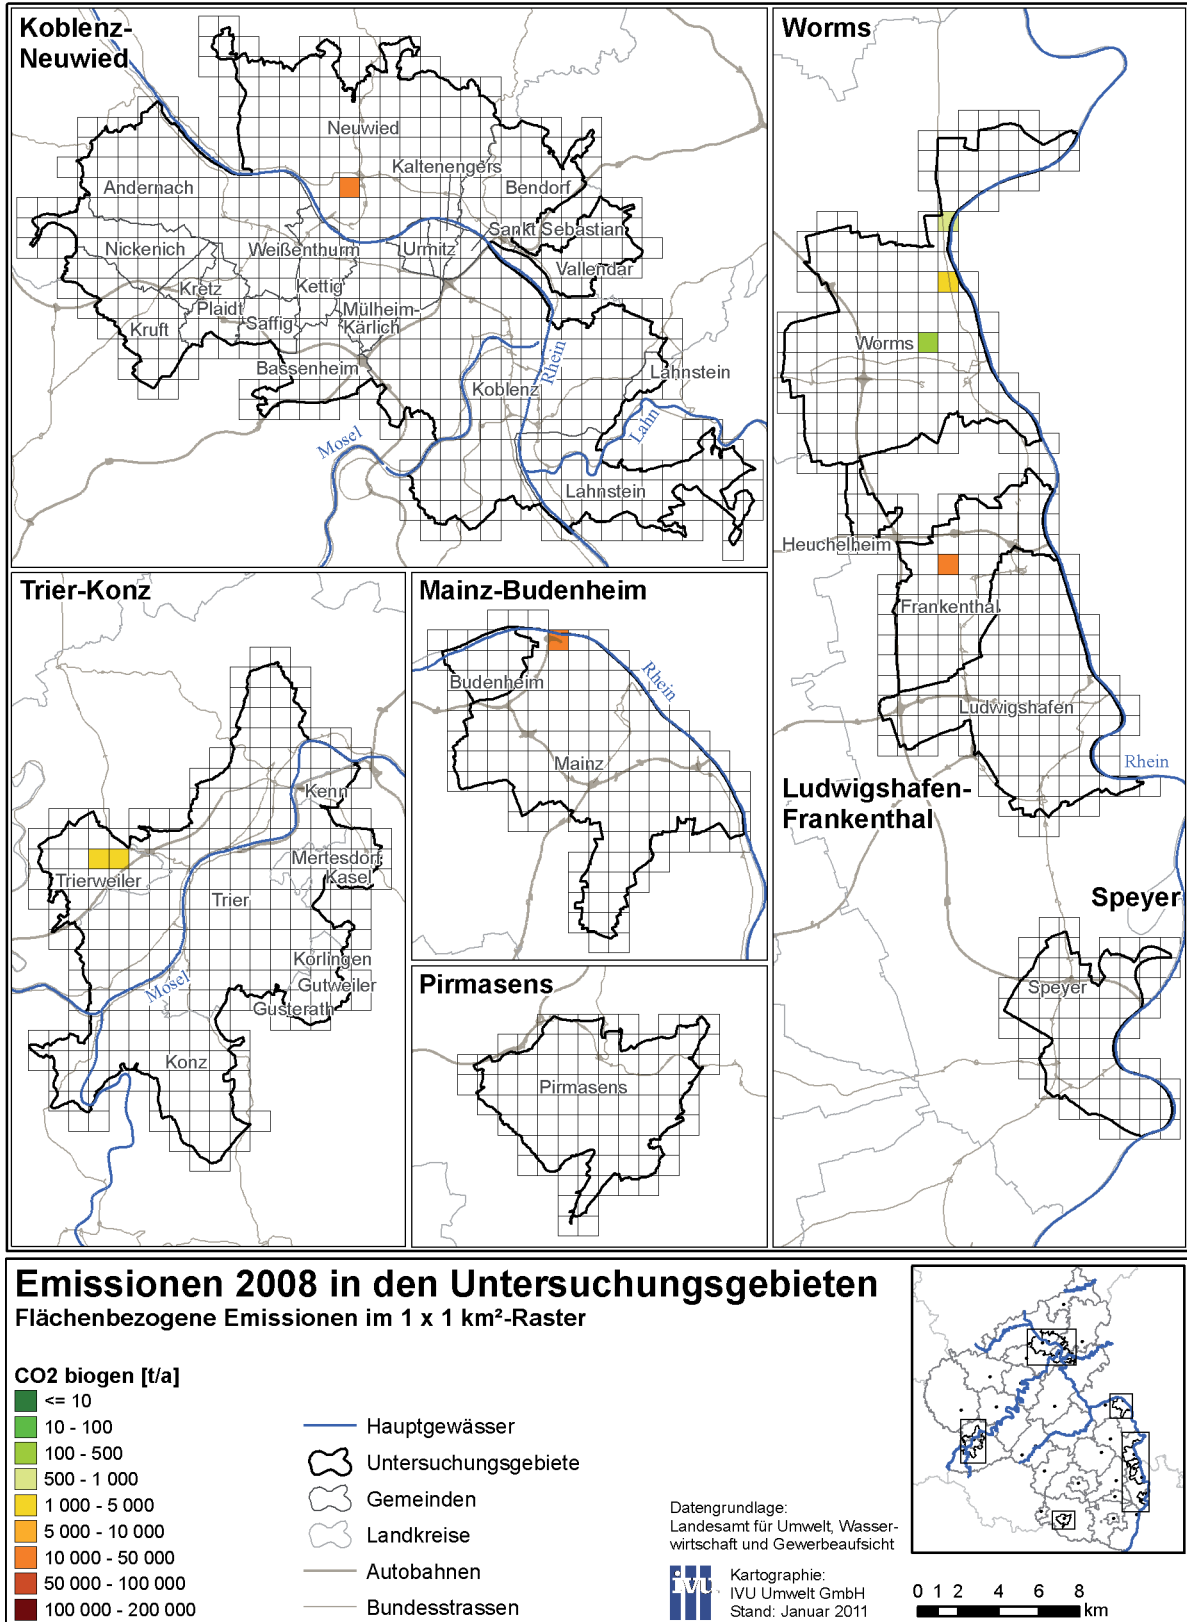 Koblenz-
Neuwied
Neuwied
Kaltenengers
Andernach
Bendorf
Sankt Sebastian
Nickenich
Weißenthurm
Urmitz
Vallendar
Kretz
Kettig
Plaidt
Saffig
Mülheim-
Kärlich
Kruft
Bassenheim
Koblenz
Rhein
Lahnstein
Mosel
Lahn
Lahnstein
Worms
Worms
Heuchelheim
Frankenthal
Ludwigshafen
Rhein
Ludwigshafen-
Frankenthal
Speyer
Speyer
Trier-Konz
Kenn
Mertesdorf
Kasel
Trierweiler
Trier
Korlingen
Gutweiler
Mosel
Gusterath
Konz
Mainz-Budenheim
Budenheim
Rhein
Mainz
Pirmasens
Pirmasens
Emissionen 2008 in den Untersuchungsgebieten
Flächenbezogene Emissionen im 1 x 1 km²-Raster
CO2 biogen [t/a]
<= 10
10 - 100
100 - 500
500 - 1 000
1 000 - 5 000
5 000 - 10 000
10 000 - 50 000
50 000 - 100 000
100 000 - 200 000
Hauptgewässer
Untersuchungsgebiete
Gemeinden
Landkreise
Autobahnen
Bundesstrassen
Datengrundlage:
Landesamt für Umwelt, Wasser-
wirtschaft und Gewerbeaufsicht
ivu
Kartographie:
IVU Umwelt GmbH
Stand: Januar 2011
0 1 2 4 6 8
km